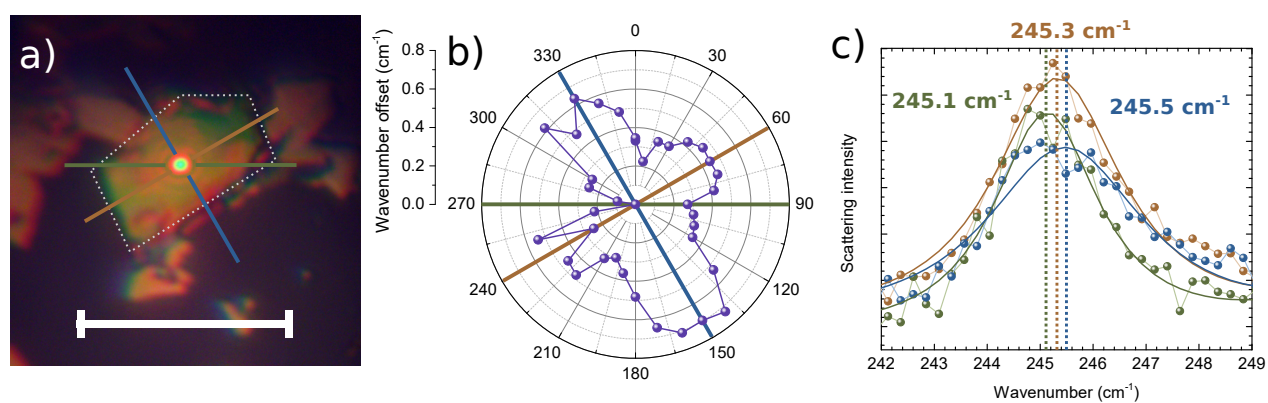 a)
Wavenumber offset (cm-1)
0.8
0.6
0.4
0.2
0.0
b)
0
30
60
90
120
150
180
210
240
270
300
330
c)
245.3 cm-1
245.1 cm-1
245.5 cm-1
Scattering intensity
242 243 244 245 246 247 248 249
Wavenumber (cm-1)